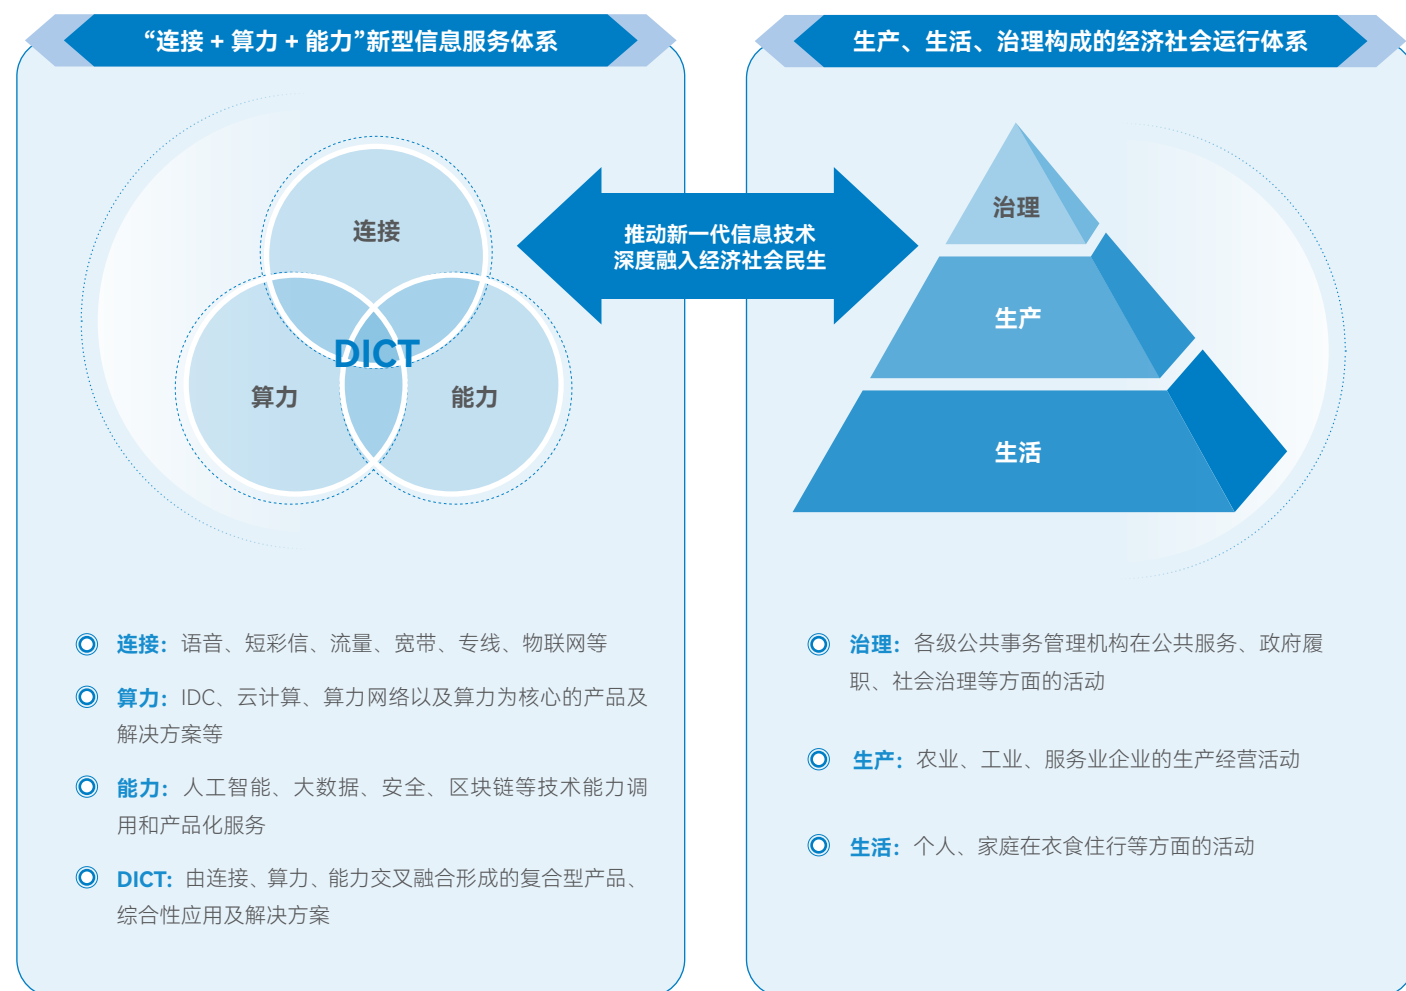 “连接 + 算力 + 能力”新型信息服务体系
连接
DICT
算力
能力
推动新一代信息技术
深度融入经济社会民生
生产、生活、治理构成的经济社会运行体系
治理
生产
生活
连接：语音、短彩信、流量、宽带、专线、物联网等
算力：IDC、云计算、算力网络以及算力为核心的产品及
解决方案等
能力：人工智能、大数据、安全、区块链等技术能力调
用和产品化服务
DICT：由连接、算力、能力交叉融合形成的复合型产品、
综合性应用及解决方案
治理：各级公共事务管理机构在公共服务、政府履
职、社会治理等方面的活动
生产：农业、工业、服务业企业的生产经营活动
生活：个人、家庭在衣食住行等方面的活动